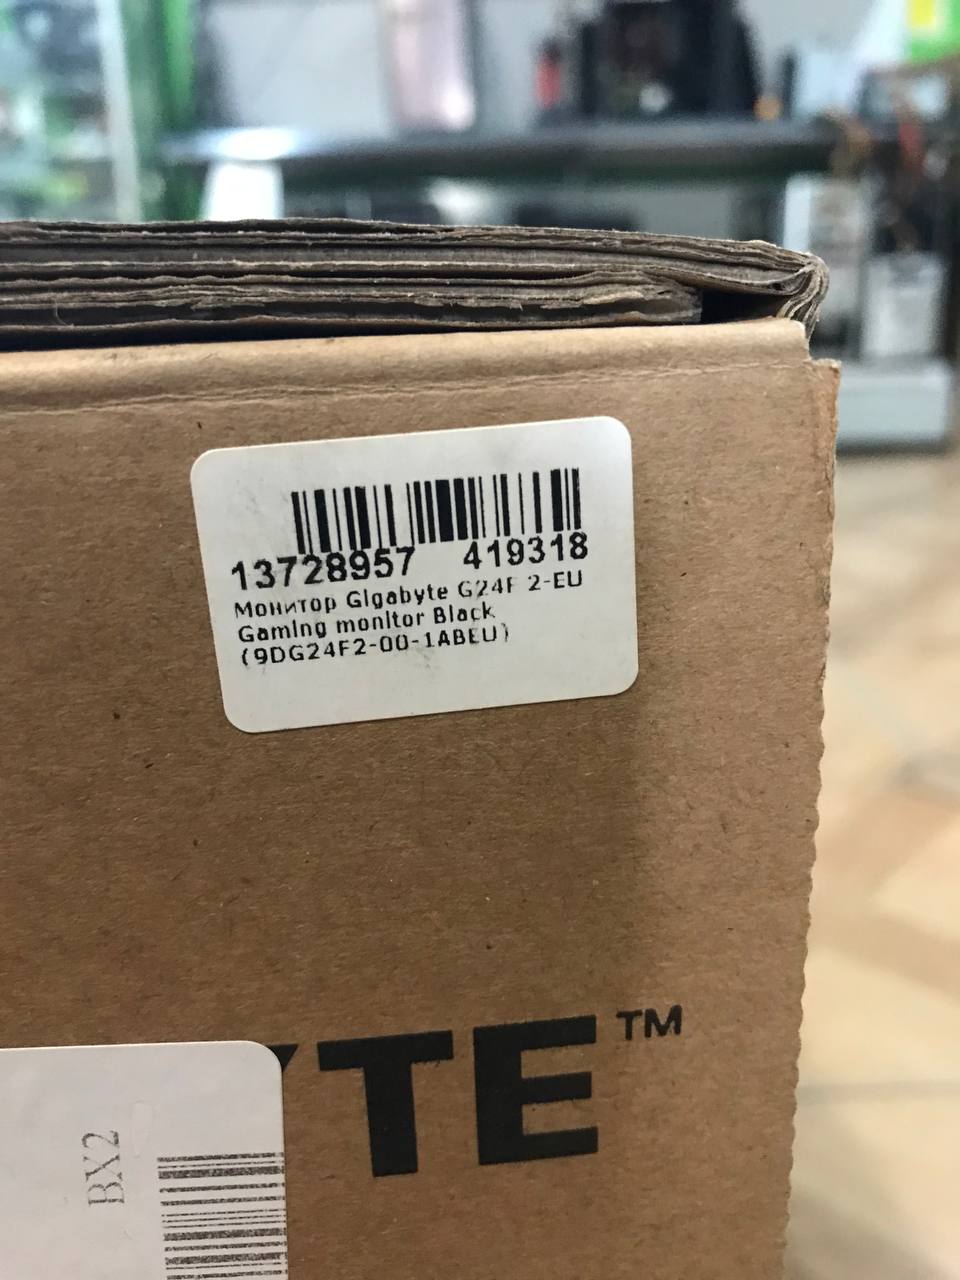 13728957 419318
Монитор Gigabyte G24F 2-EU
Gaming monitor Black
(9DG24F2-00-1ABEU)
YTE™
BX2